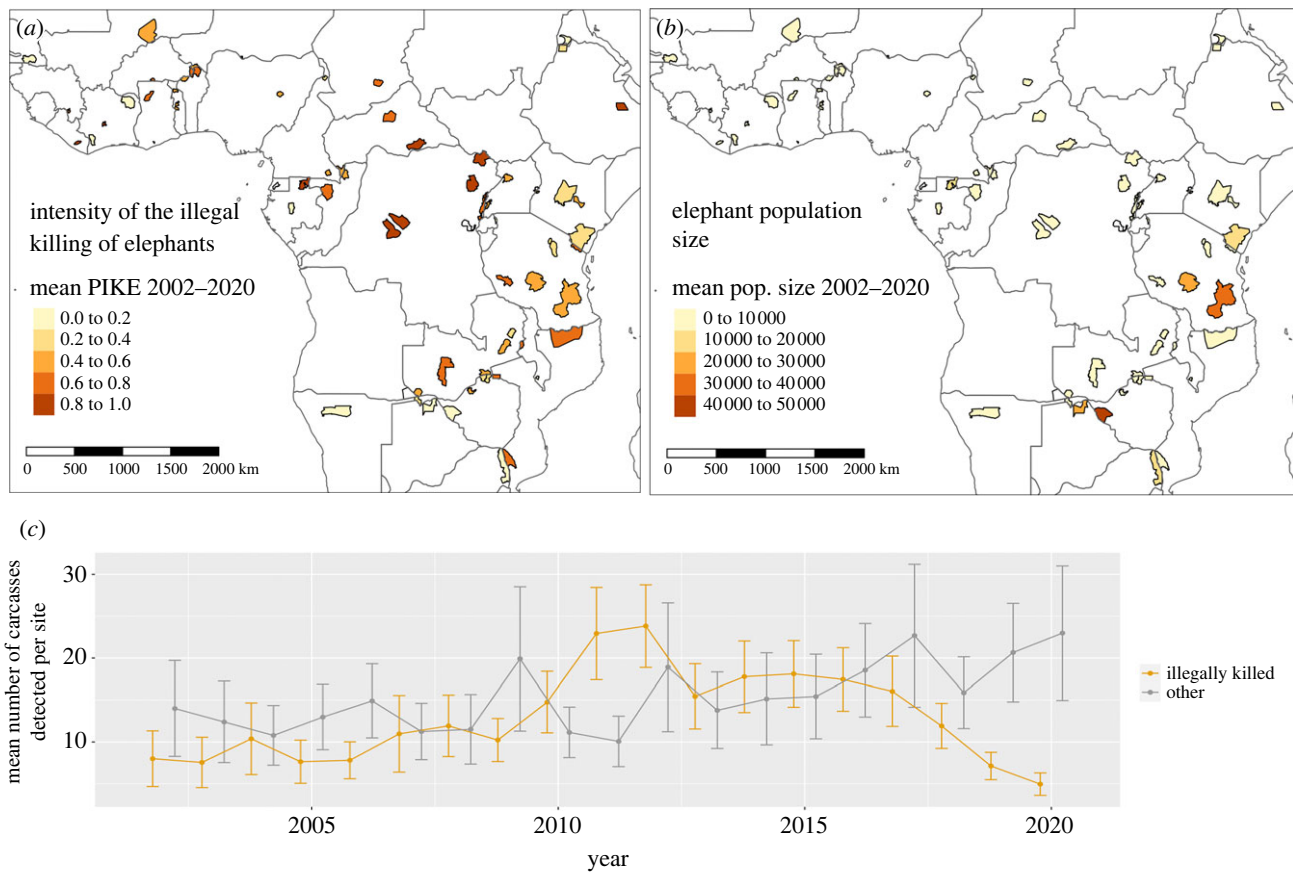 (a)
intensity of the illegal
killing of elephants
mean PIKE 2002–2020
0.0 to 0.2
0.2 to 0.4
0.4 to 0.6
0.6 to 0.8
0.8 to 1.0
0 500 1000 1500 2000 km
(b)
elephant population
size
mean pop. size 2002–2020
0 to 10 000
10 000 to 20 000
20 000 to 30 000
30 000 to 40 000
40 000 to 50 000
0 500 1000 1500 2000 km
(c)
mean number of carcasses
detected per site
30
20
10
2005 2010 2015 2020
year
illegally killed
other